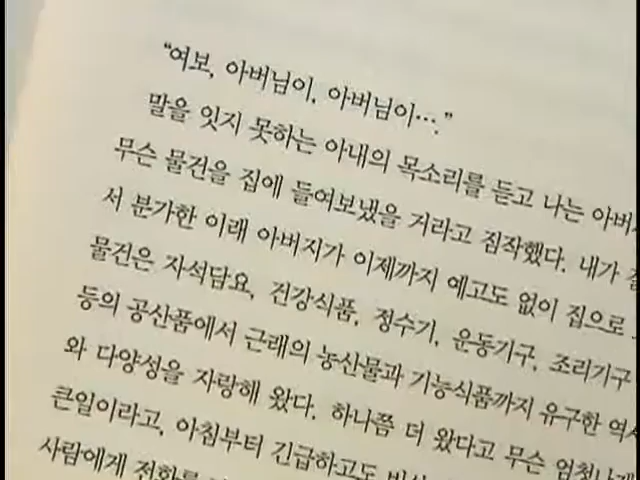 “여보, 아버님이, 아버님이….”
말을 잇지 못하는 아내의 목소리를 듣고 나는
무슨 물건을 집에 들여보냈을 거라고 짐작했다. 내가
서 분가한 이래 아버지가 이제까지 예고도 없이 집으로
물건은 자석담요, 건강식품, 정수기, 운동기구, 조리기구
등의 공산품에서 근래의 농산물과 기능식품까지 유구한
와 다양성을 자랑해 왔다. 하나쯤 더 왔다고 무슨
큰일이라고, 아침부터 긴급하고도
사람에게 전화를